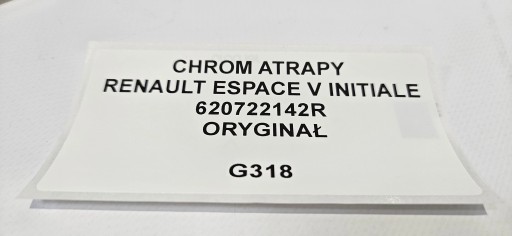 CHROM ATRAPY
RENAULT ESPACE V INITIALE
620722142R
ORYGINAŁ
G318